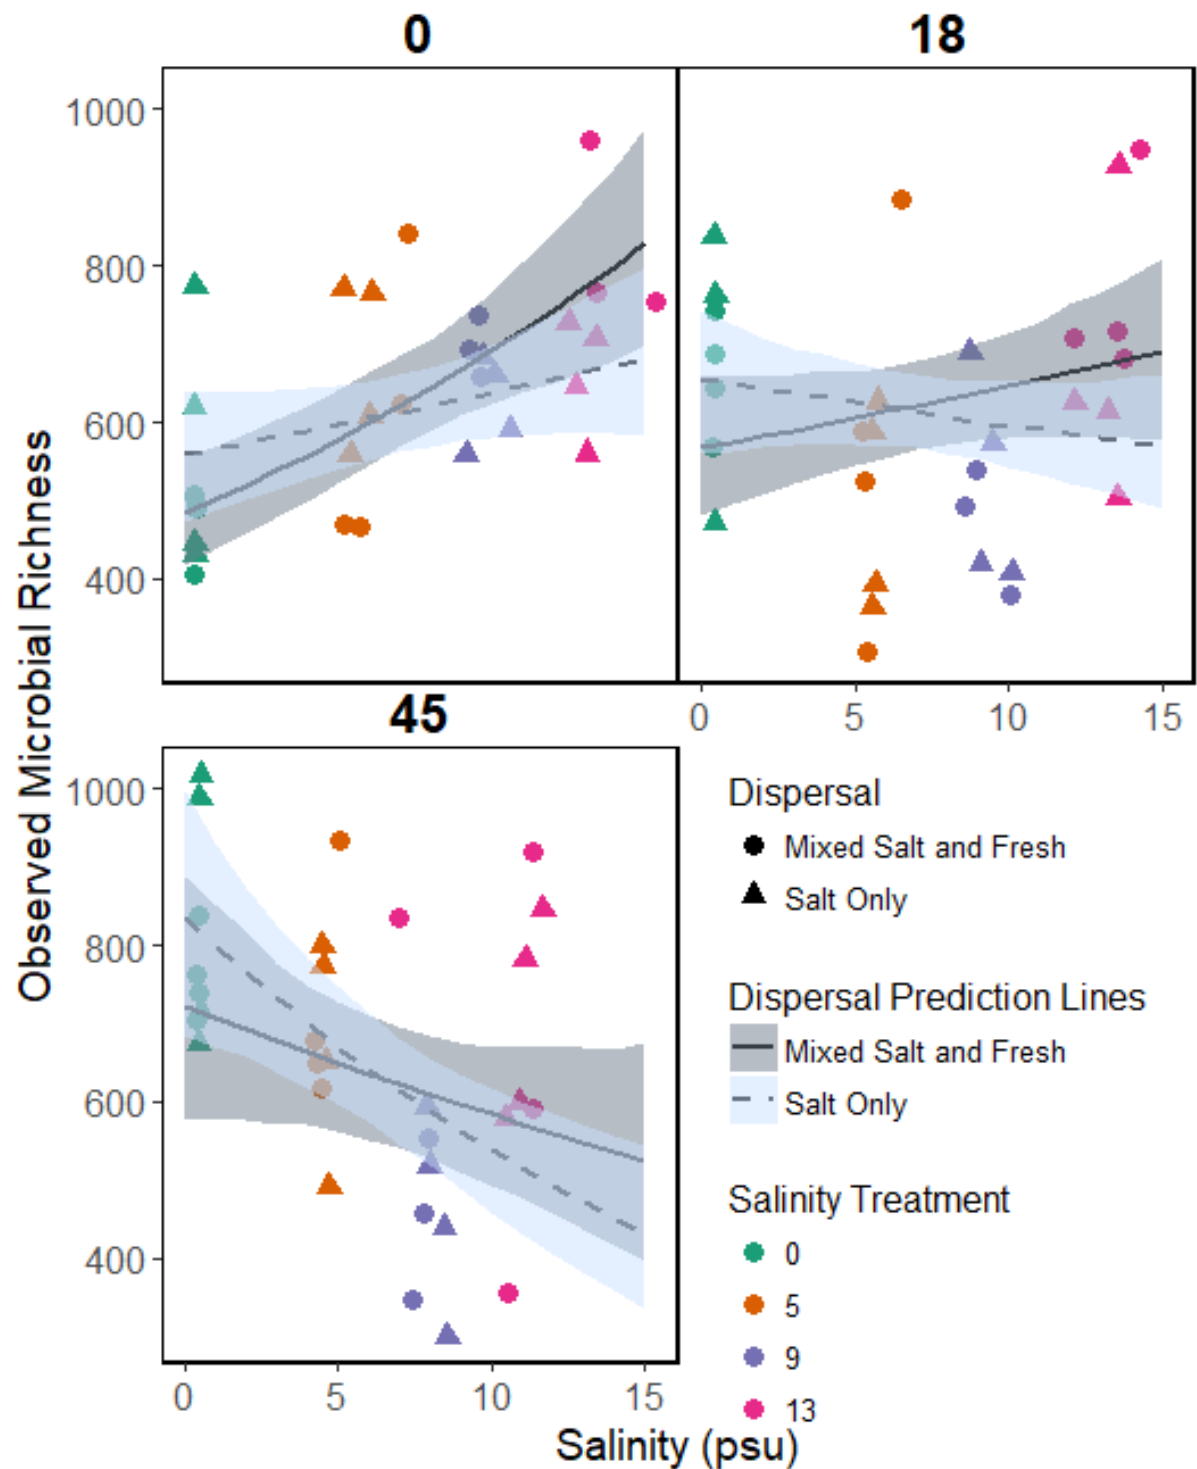 0
18
1000
800
600
400
0 5 10 15
45
1000
800
600
400
0 5 10 15
Observed Microbial Richness
Salinity (psu)
Dispersal
Mixed Salt and Fresh
Salt Only
Dispersal Prediction Lines
Mixed Salt and Fresh
Salt Only
Salinity Treatment
0
5
9
13